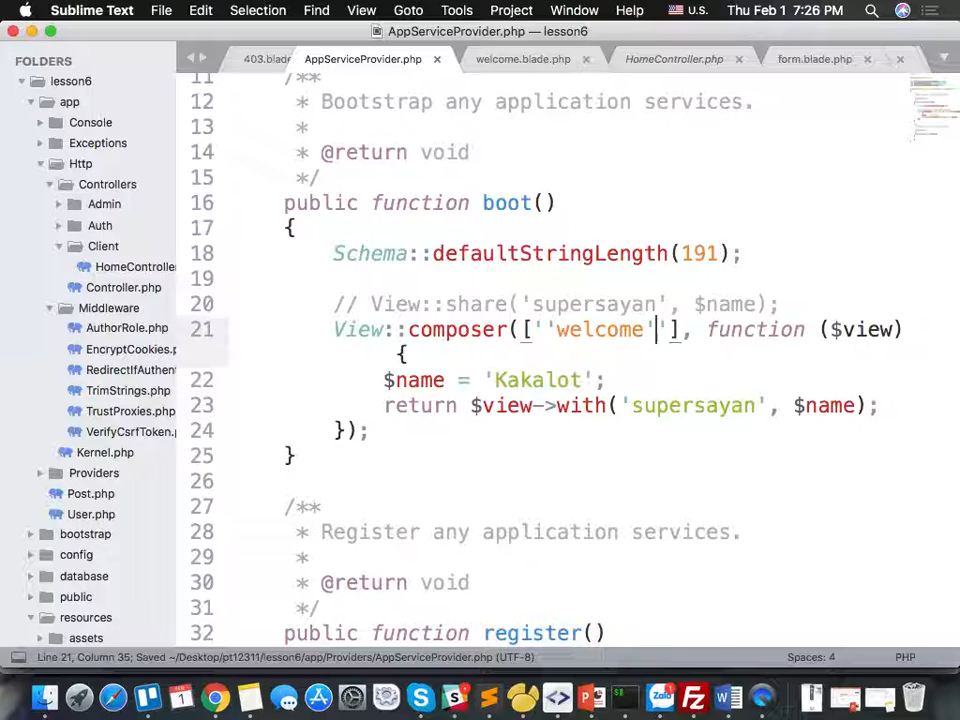 Sublime Text File Edit Selection Find View Goto Tools Project Window Help U.S. Thu Feb 1 7:26 PM
AppServiceProvider.php — lesson6
FOLDERS
lesson6
app
Console
Exceptions
Http
Controllers
Admin
Auth
Client
HomeControlle
Controller.php
Middleware
AuthorRole.php
EncryptCookies.p
RedirectIfAuthen
TrimStrings.php
TrustProxies.php
VerifyCsrfToken.
Kernel.php
Providers
Post.php
User.php
bootstrap
config
database
public
resources
assets
403.blade AppServiceProvider.php × welcome.blade.php × HomeController.php × form.blade.php × ×
11 /**
12 * Bootstrap any application services.
13 *
14 * @return void
15 */
16 public function boot()
17 {
18 Schema::defaultStringLength(191);
19
20 // View::share('supersayan', $name);
21 View::composer([''welcome''], function ($view)
{
22 $name = 'Kakalot';
23 return $view->with('supersayan', $name);
24 });
25 }
26
27 /**
28 * Register any application services.
29 *
30 * @return void
31 */
32 public function register()
Line 21, Column 35; Saved ~/Desktop/pt12311/lesson6/app/Providers/AppServiceProvider.php (UTF-8) Spaces: 4 PHP